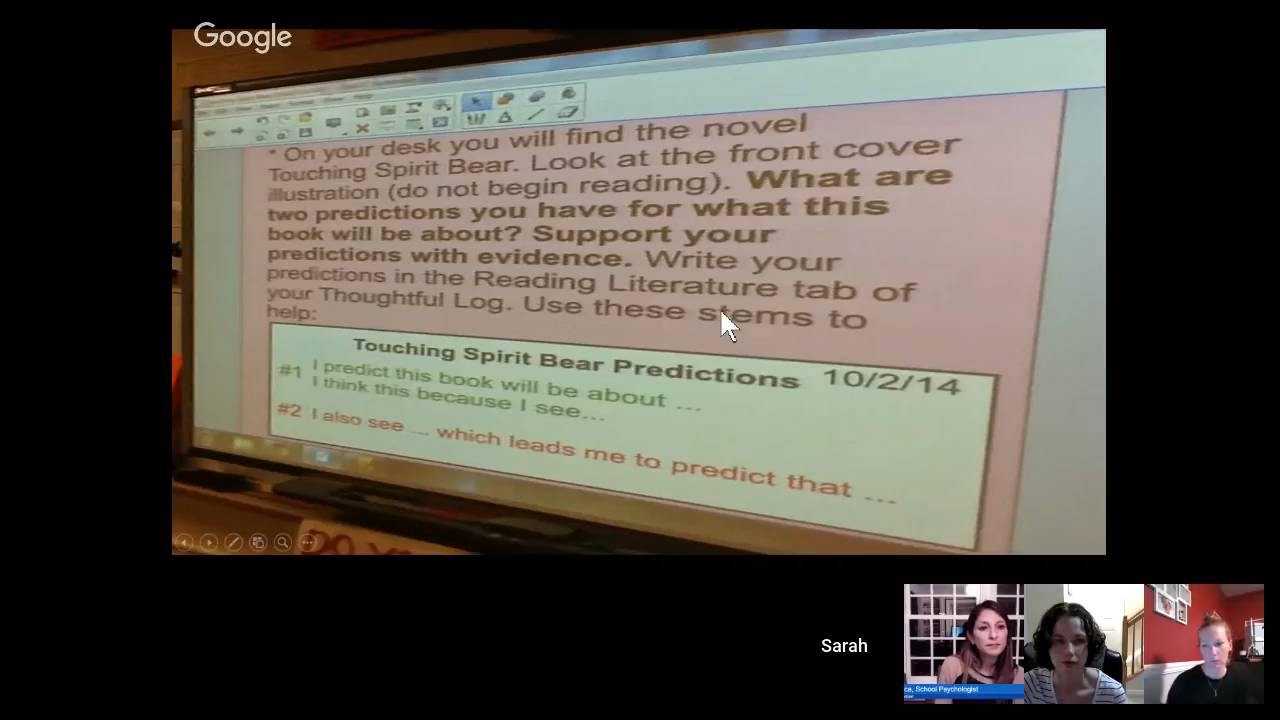 Google
* On your desk you will find the novel
Touching Spirit Bear. Look at the front cover
illustration (do not begin reading). What are
two predictions you have for what this
book will be about? Support your
predictions with evidence. Write your
predictions in the Reading Literature tab of
your Thoughtful Log. Use these stems to
help:
Touching Spirit Bear Predictions 10/2/14
#1 I predict this book will be about ...
I think this because I see...
#2 I also see ... which leads me to predict that ...
DO
Sarah
School Psychologist